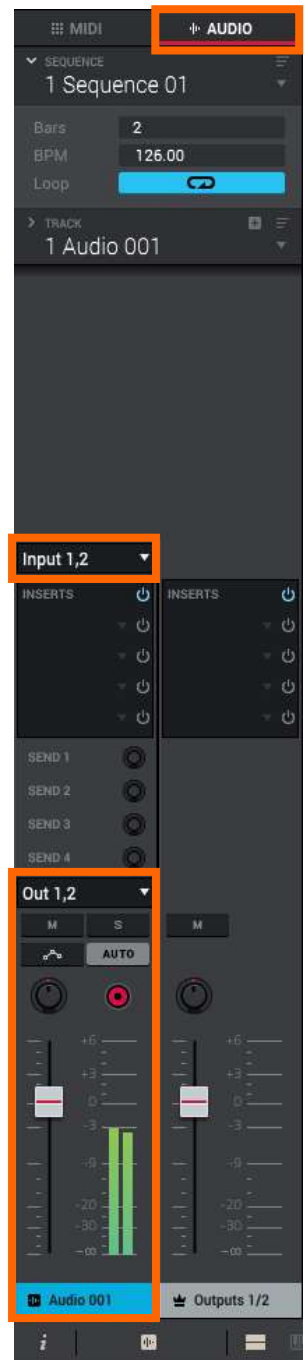 MIDI AUDIO
SEQUENCE
1 Sequence 01
Bars 2
BPM 126.00
Loop
TRACK
1 Audio 001
Input 1,2
INSERTS INSERTS
SEND 1
SEND 2
SEND 3
SEND 4
Out 1,2
M S M
AUTO
+6 +6
+3 +3
0 0
-3 -3
-9 -9
-20 -20
-30 -30
-∞ -∞
Audio 001 Outputs 1/2
i